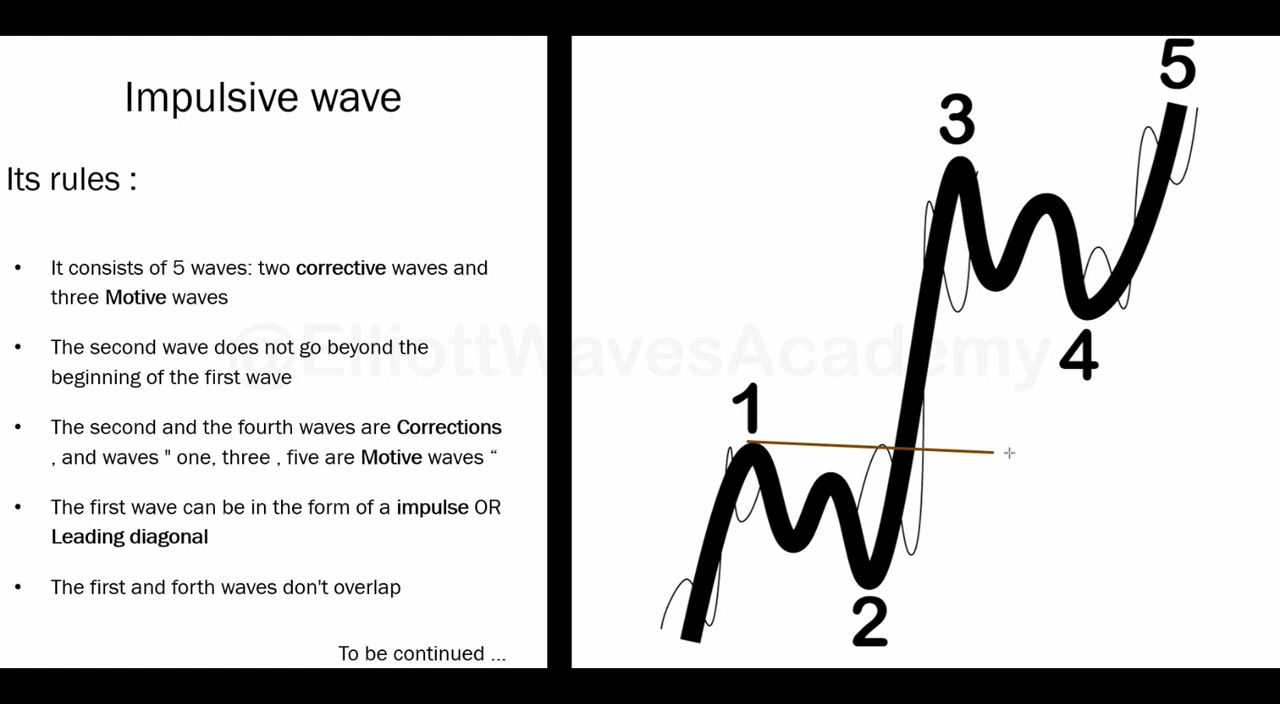 Impulsive wave
Its rules :
• It consists of 5 waves: two corrective waves and
three Motive waves
• The second wave does not go beyond the
beginning of the first wave
• The second and the fourth waves are Corrections
, and waves " one, three , five are Motive waves “
• The first wave can be in the form of a impulse OR
Leading diagonal
• The first and forth waves don't overlap
To be continued ...
@ElliottWavesAcademy
5
3
4
1
2